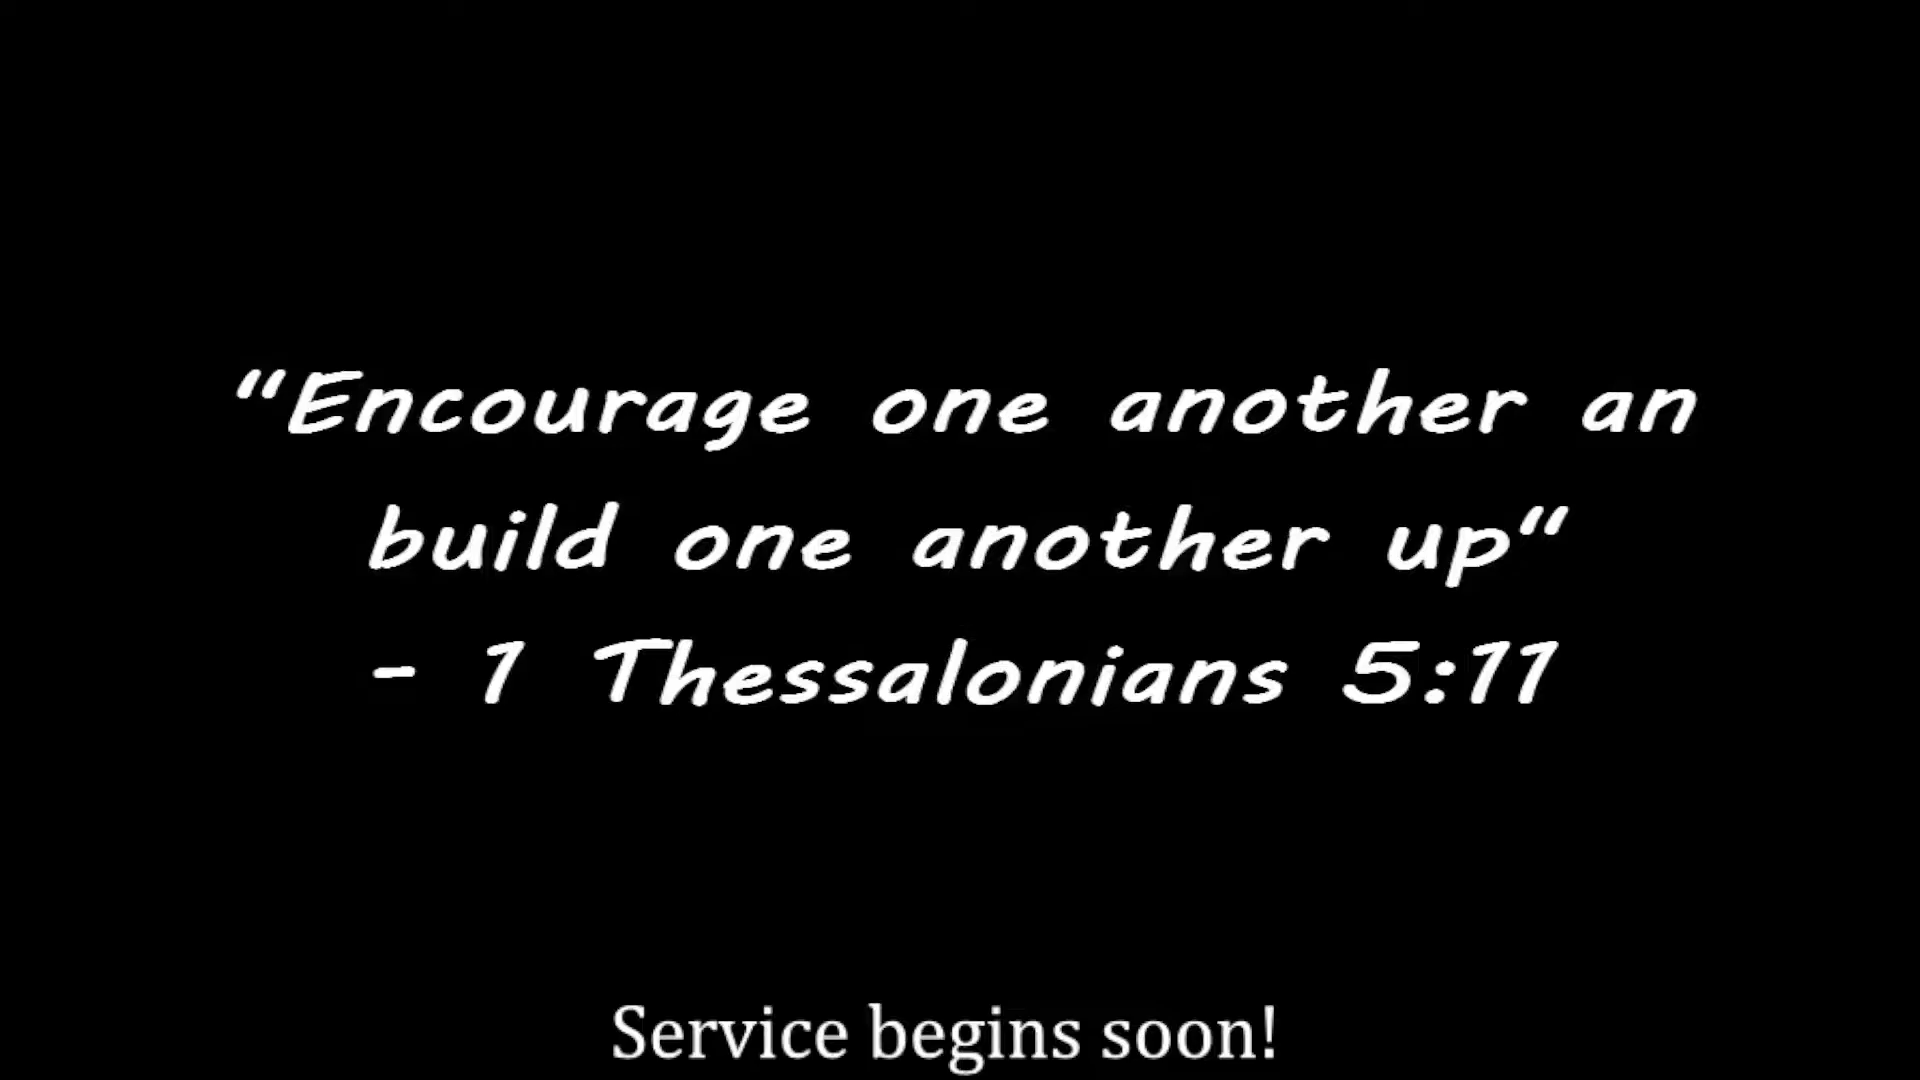 “Encourage one another an
build one another up“
- 1 Thessalonians 5:11
Service begins soon!